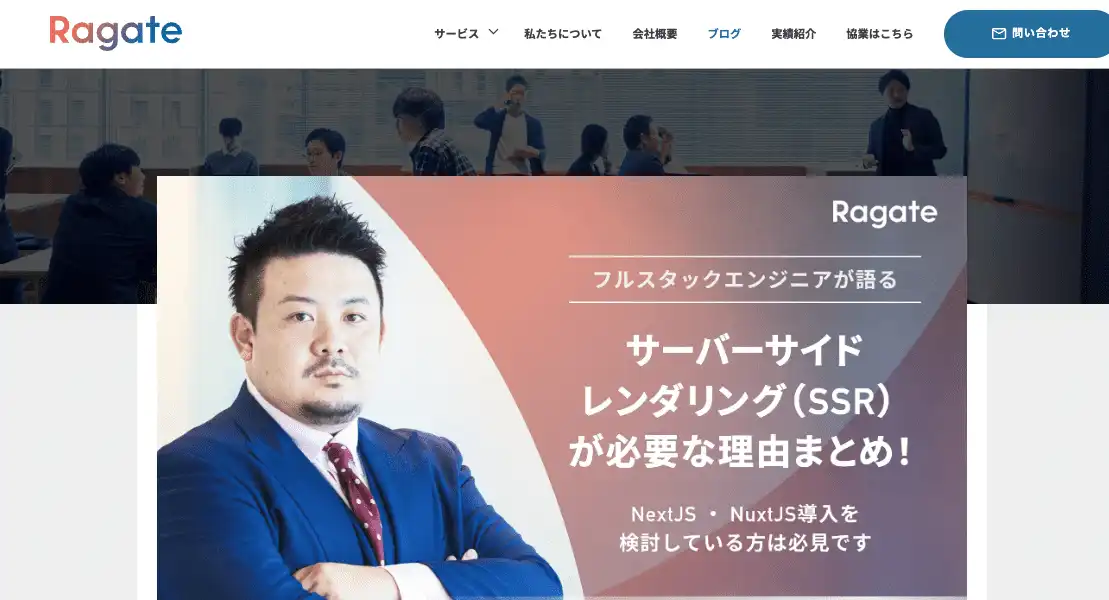 Ragate
サービス
私たちについて
会社概要
ブログ
実績紹介
協業はこちら
問い合わせ
Ragate
フルスタックエンジニアが語る
サーバーサイド
レンダリング(SSR)
が必要な理由まとめ!
NextJS ・ NuxtJS導入を
検討している方は必見です